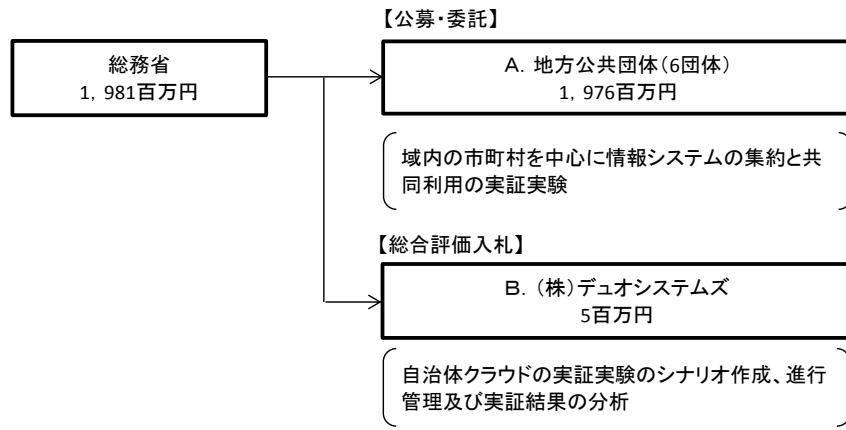 【公募・委託】
総務省
1，981百万円
A．地方公共団体（6団体）
1，976百万円
域内の市町村を中心に情報システムの集約と共
同利用の実証実験
【総合評価入札】
B．（株）デュオシステムズ
5百万円
自治体クラウドの実証実験のシナリオ作成、進行
管理及び実証結果の分析